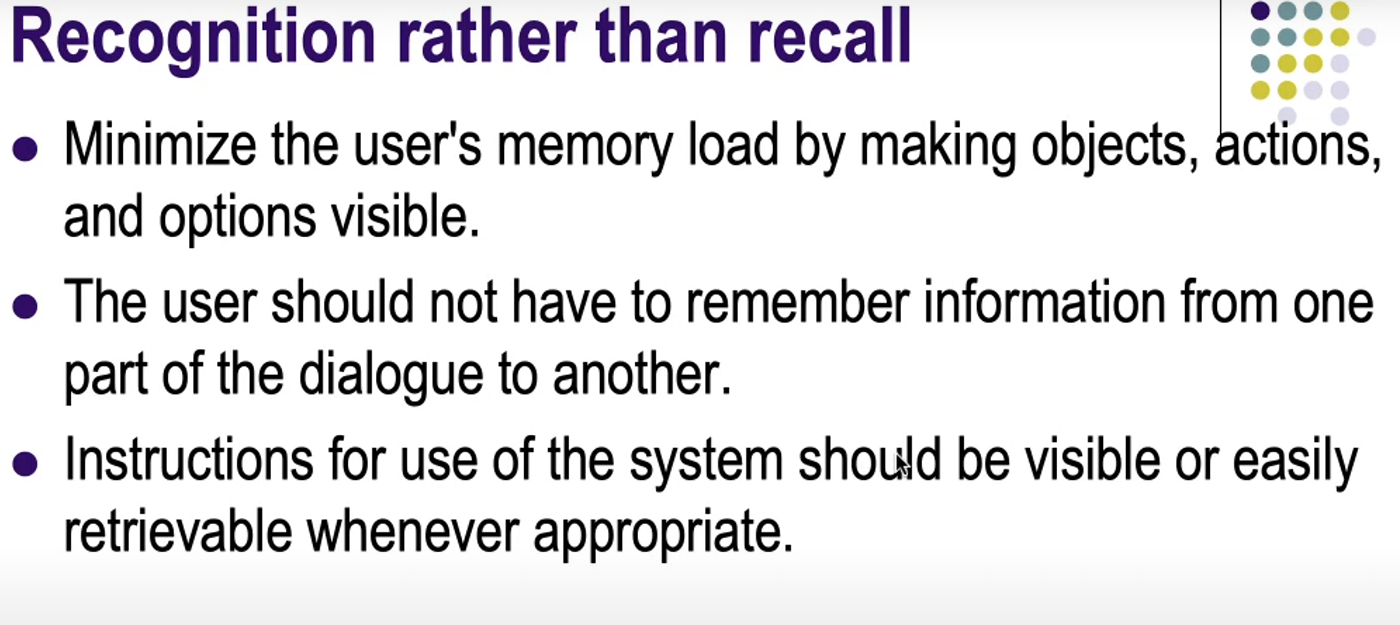 Recognition rather than recall
Minimize the user's memory load by making objects, actions,
and options visible.
The user should not have to remember information from one
part of the dialogue to another.
Instructions for use of the system should be visible or easily
retrievable whenever appropriate.